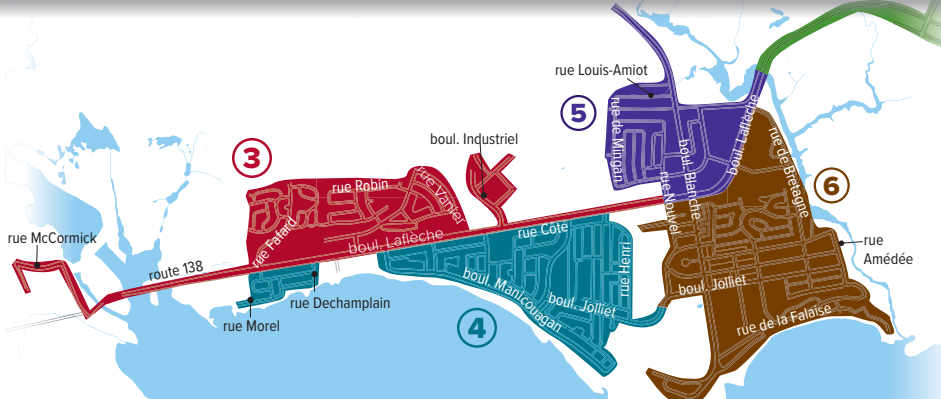 rue Louis-Amiot
5
rue de Mingan
boul. Laflèche
boul. Blanche
boul. Industriel
3
rue Robin
rue Vanier
rue de Bretagne
6
rue Nouvel
rue McCormick
rue Fafard
boul. Laflèche
rue Côté
rue Henri
rue
Amédée
route 138
rue Morel
rue Dechamplain
boul. Manicouagan
boul. Jolliet
boul. Jolliet
4
rue de la Falaise